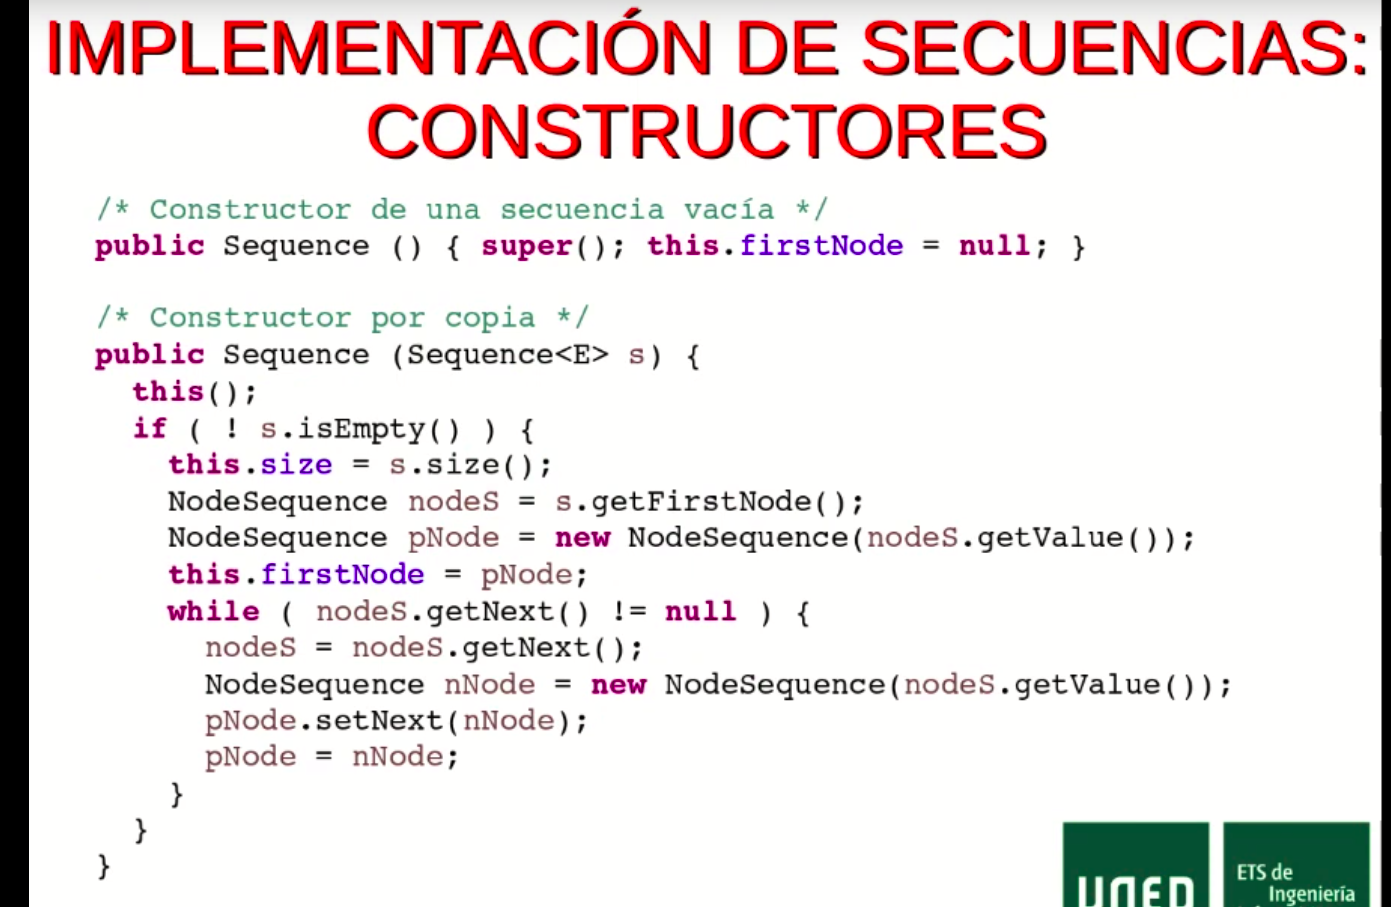 IMPLEMENTACIÓN DE SECUENCIAS:
CONSTRUCTORES
/* Constructor de una secuencia vacía */
public Sequence () { super(); this.firstNode = null; }
/* Constructor por copia */
public Sequence (Sequence<E> s) {
this();
if ( ! s.isEmpty() ) {
this.size = s.size();
NodeSequence nodeS = s.getFirstNode();
NodeSequence pNode = new NodeSequence(nodeS.getValue());
this.firstNode = pNode;
while ( nodeS.getNext() != null ) {
nodeS = nodeS.getNext();
NodeSequence nNode = new NodeSequence(nodeS.getValue());
pNode.setNext(nNode);
pNode = nNode;
}
}
}
UNED
ETS de
Ingeniería